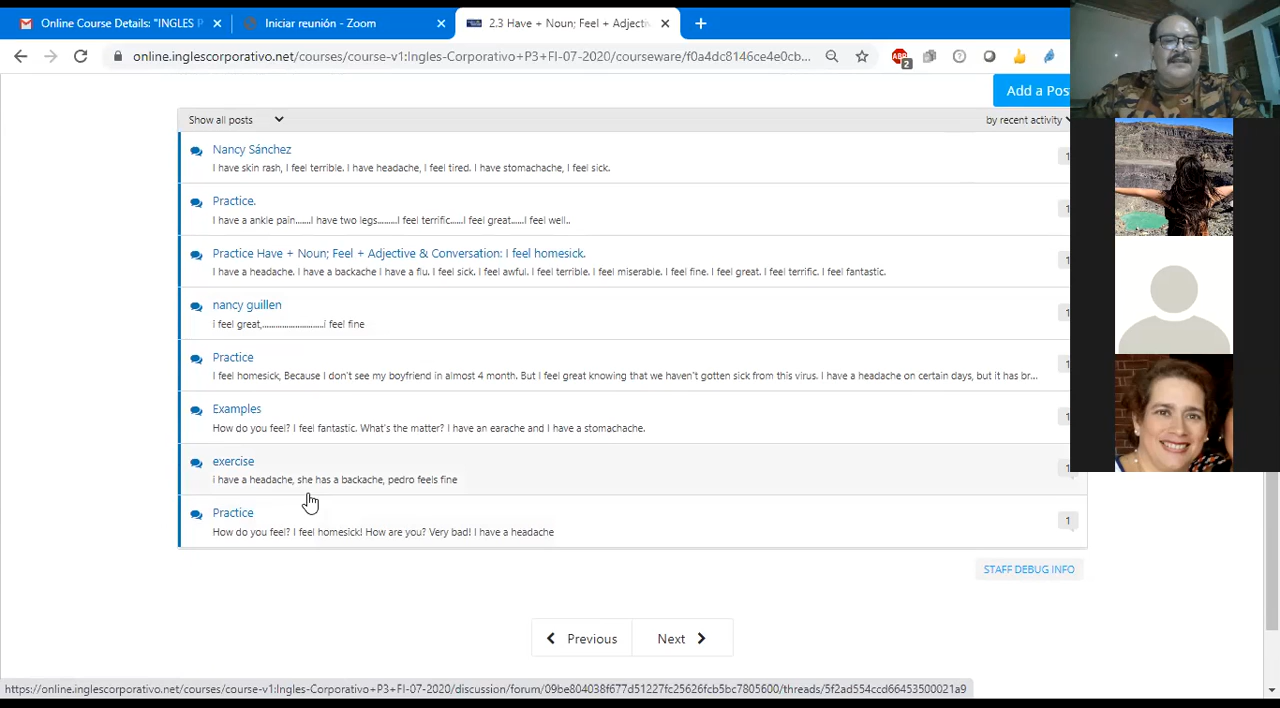 Online Course Details: "INGLES P
Iniciar reunión - Zoom
2.3 Have + Noun; Feel + Adjectiv
online.inglescorporativo.net/courses/course-v1:Ingles-Corporativo+P3+FI-07-2020/courseware/f0a4dc8146ce4e0cb...
ABP
2
Add a Pos
Show all posts
by recent activity
Nancy Sánchez
I have skin rash, I feel terrible. I have headache, I feel tired. I have stomachache, I feel sick.
1
Practice.
I have a ankle pain......I have two legs.........I feel terrific.....I feel great.....I feel well..
1
Practice Have + Noun; Feel + Adjective & Conversation: I feel homesick.
I have a headache. I have a backache I have a flu. I feel sick. I feel awful. I feel terrible. I feel miserable. I feel fine. I feel great. I feel terrific. I feel fantastic.
1
nancy guillen
i feel great,...........................i feel fine
1
Practice
I feel homesick, Because I don't see my boyfriend in almost 4 month. But I feel great knowing that we haven't gotten sick from this virus. I have a headache on certain days, but it has br...
1
Examples
How do you feel? I feel fantastic. What's the matter? I have an earache and I have a stomachache.
1
exercise
i have a headache, she has a backache, pedro feels fine
1
Practice
How do you feel? I feel homesick! How are you? Very bad! I have a headache
1
STAFF DEBUG INFO
Previous
Next
https://online.inglescorporativo.net/courses/course-v1:Ingles-Corporativo+P3+FI-07-2020/discussion/forum/09be804038f677d51227fc25626fcb5bc7805600/threads/5f2ad554ccd66453500021a9